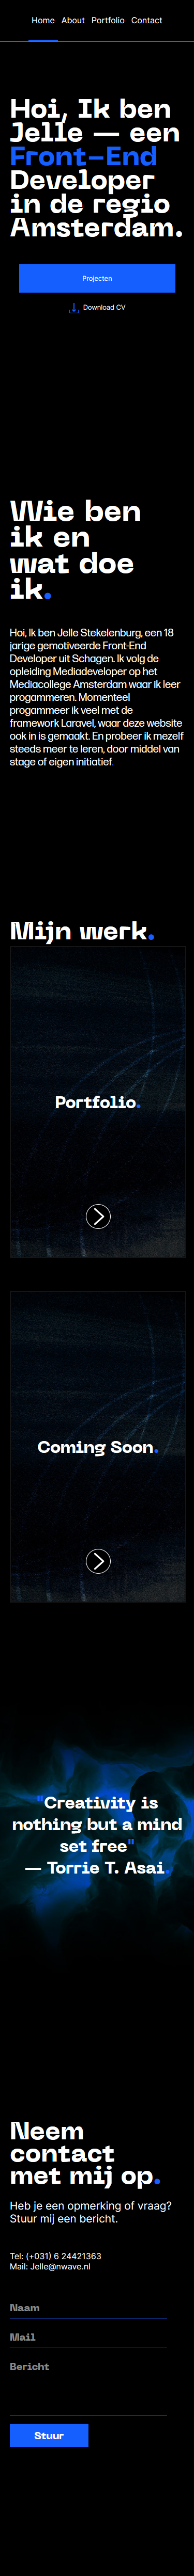 Home About Portfolio Contact
Hoi, Ik ben
Jelle — een
Front-End
Developer
in de regio
Amsterdam.
Projecten
Download CV
Wie ben
ik en
wat doe
ik.
Hoi, Ik ben Jelle Stekelenburg, een 18
jarige gemotiveerde Front-End
Developer uit Schagen. Ik volg de
opleiding Mediadeveloper op het
Mediacollege Amsterdam waar ik leer
progammeren. Momenteel
progammeer ik veel met de
framework Laravel, waar deze website
ook in is gemaakt. En probeer ik mezelf
steeds meer te leren, door middel van
stage of eigen initiatief.
Mijn werk.
Portfolio.
Coming Soon.
"Creativity is
nothing but a mind
set free"
— Torrie T. Asai.
Neem
contact
met mij op.
Heb je een opmerking of vraag?
Stuur mij een bericht.
Tel: (+031) 6 24421363
Mail: Jelle@nwave.nl
Naam
Mail
Bericht
Stuur